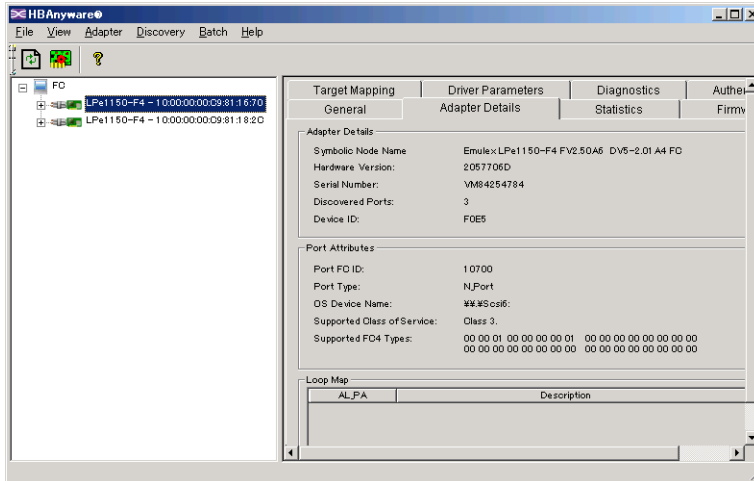 HBAnyware®
File View Adapter Discovery Batch Help
FC
LPe1150-F4 - 10:00:00:00:C9:81:16:70
LPe1150-F4 - 10:00:00:00:C9:81:18:2C
Target Mapping Driver Parameters Diagnostics Authe
General Adapter Details Statistics Firmw
Adapter Details
Symbolic Node Name Emulex LPe1150-F4 FV2.50A6 DV5-2.01A4 FC
Hardware Version: 2057706D
Serial Number: VM84254784
Discovered Ports: 3
Device ID: F0E5
Port Attributes
Port FC ID: 10700
Port Type: N_Port
OS Device Name: ¥¥.¥Scsi6:
Supported Class of Service: Class 3.
Supported FC4 Types: 00 00 01 00 00 00 00 01 00 00 00 00 00 00 00 00
00 00 00 00 00 00 00 00 00 00 00 00 00 00 00 00
Loop Map
AL_PA Description